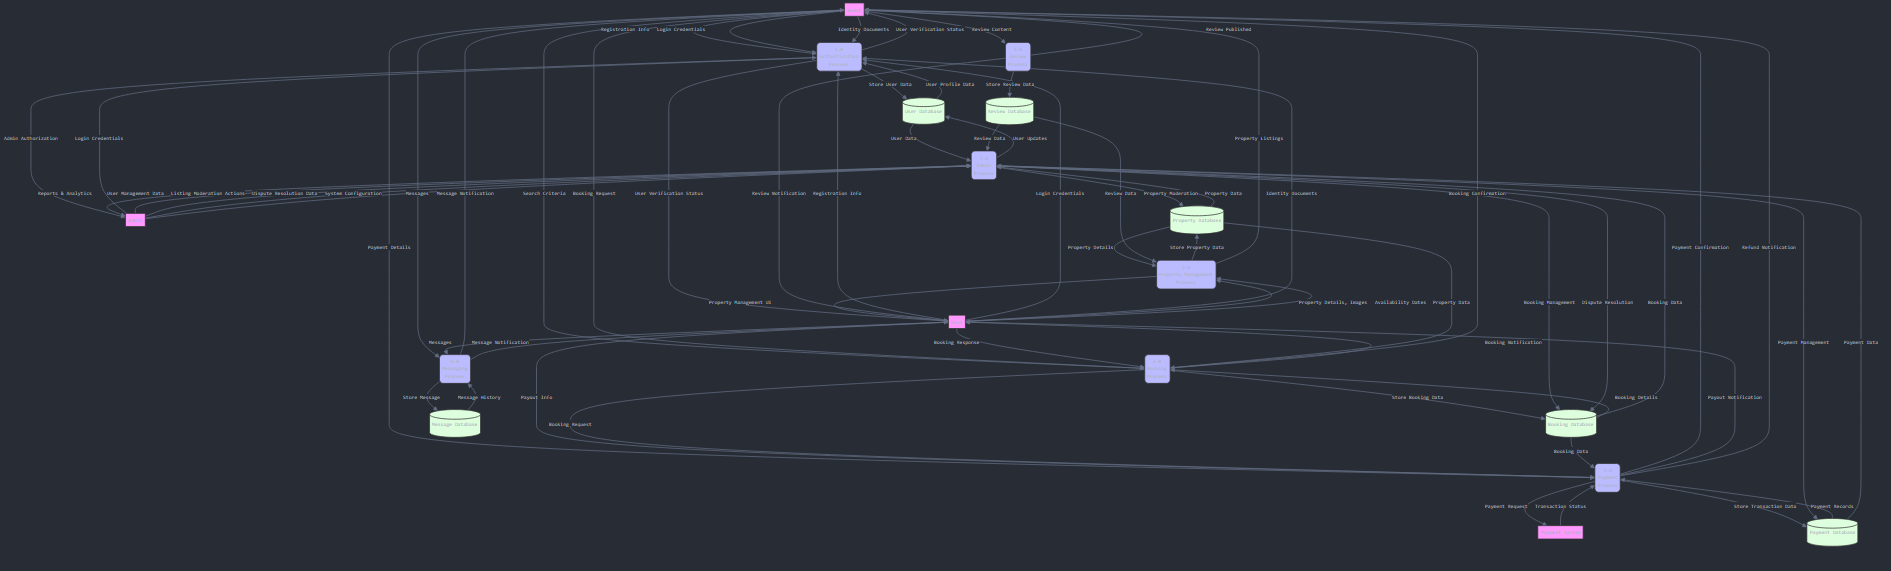 Registration Info
Login Credentials
Identity Documents
User Verification Status
Review Content
Review Published
Store User Data
User Profile Data
Store Review Data
User Database
Review Database
Admin Authorization
Login Credentials
User Data
Review Data
User Updates
Property Listings
Reports & Analytics
User Management Data
Listing Moderation Actions
Dispute Resolution Data
System Configuration
Messages
Message Notification
Search Criteria
Booking Request
User Verification Status
Review Notification
Registration Info
Login Credentials
Review Data
Property Moderation
Property Data
Identity Documents
Booking Confirmation
Property Database
Payment Details
Property Details
Store Property Data
Payment Confirmation
Refund Notification
Property Management UI
Property Details, Images
Availability Dates
Property Data
Booking Management
Dispute Resolution
Booking Data
Messages
Message Notification
Booking Response
Booking Notification
Payment Management
Payment Data
Store Message
Message History
Payout Info
Store Booking Data
Booking Details
Payout Notification
Message Database
Booking Request
Booking Database
Booking Data
Payment Request
Transaction Status
Store Transaction Data
Payment Records
Payment Database